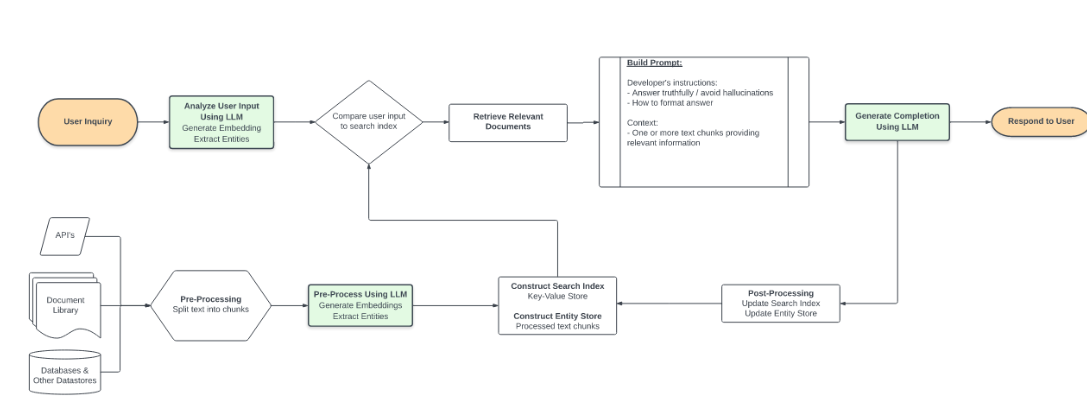 User Inquiry
Analyze User Input
Using LLM
Generate Embedding
Extract Entities
Compare user input
to search index
Retrieve Relevant
Documents
Build Prompt:
Developer's instructions:
- Answer truthfully / avoid hallucinations
- How to format answer
Context:
- One or more text chunks providing
relevant information
Generate Completion
Using LLM
Respond to User
API's
Document
Library
Databases &
Other Datastores
Pre-Processing
Split text into chunks
Pre-Process Using LLM
Generate Embeddings
Extract Entities
Construct Search Index
Key-Value Store
Construct Entity Store
Processed text chunks
Post-Processing
Update Search Index
Update Entity Store